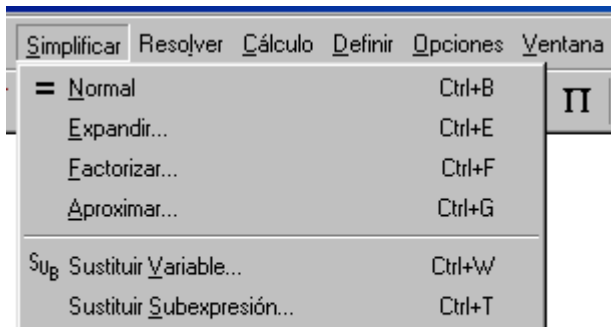 Simplificar Resolver Cálculo Definir Opciones Ventana
= Normal Ctrl+B
Π
Expandir... Ctrl+E
Factorizar... Ctrl+F
Aproximar... Ctrl+G
SUB Sustituir Variable... Ctrl+W
Sustituir Subexpresión... Ctrl+T